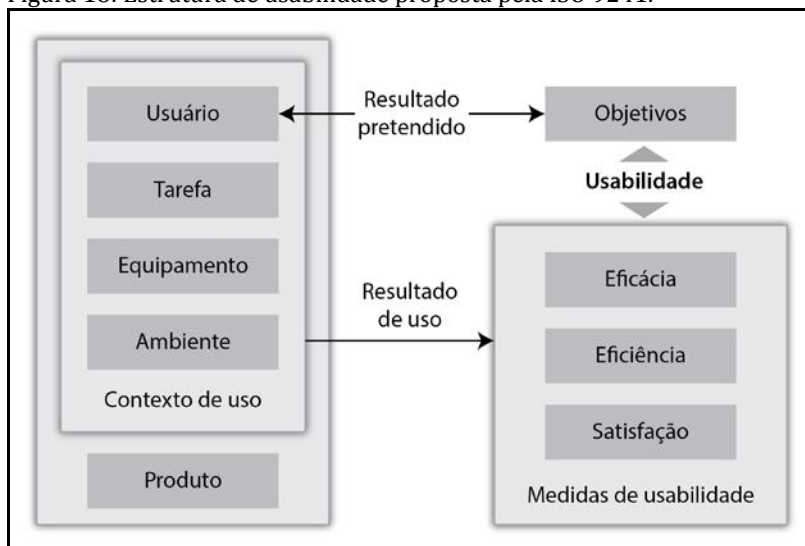 Figura 18: Estrutura de usabilidade proposta pela ISO 9241.
Usuário
Resultado
pretendido
Objetivos
Usabilidade
Tarefa
Equipamento
Ambiente
Contexto de uso
Produto
Resultado
de uso
Eficácia
Eficiência
Satisfação
Medidas de usabilidade